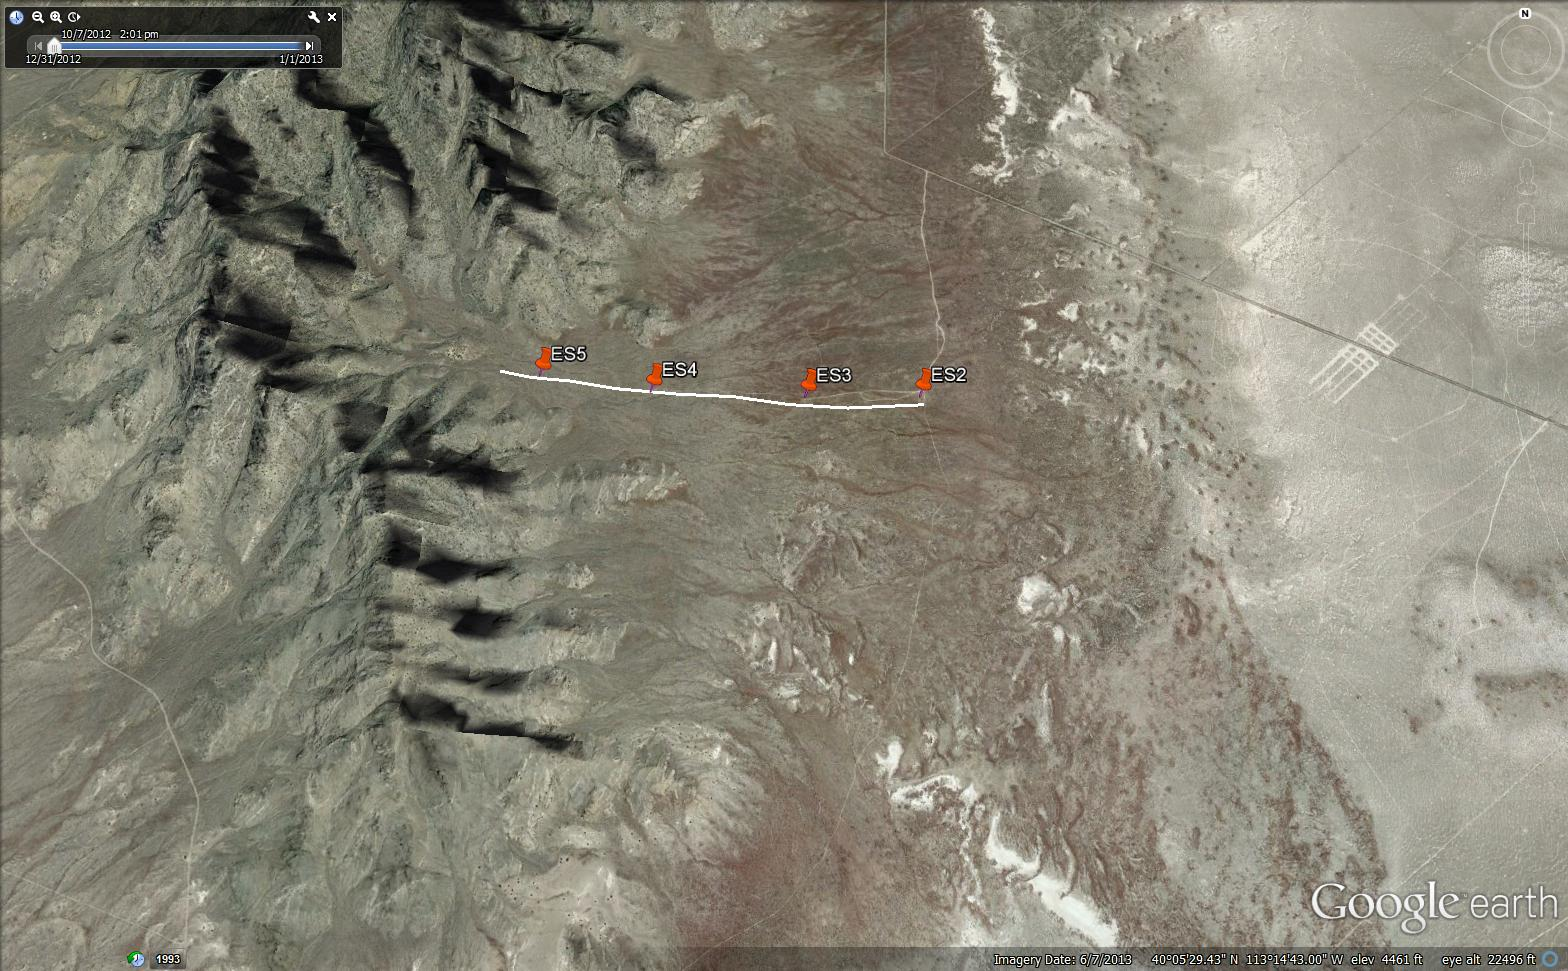 10/7/2012 2:01 pm
12/31/2012 1/1/2013
N
ES5
ES4
ES3
ES2
Google earth
1993
Imagery Date: 6/7/2013 40°05'29.43" N 113°14'43.00" W elev 4461 ft eye alt 22496 ft